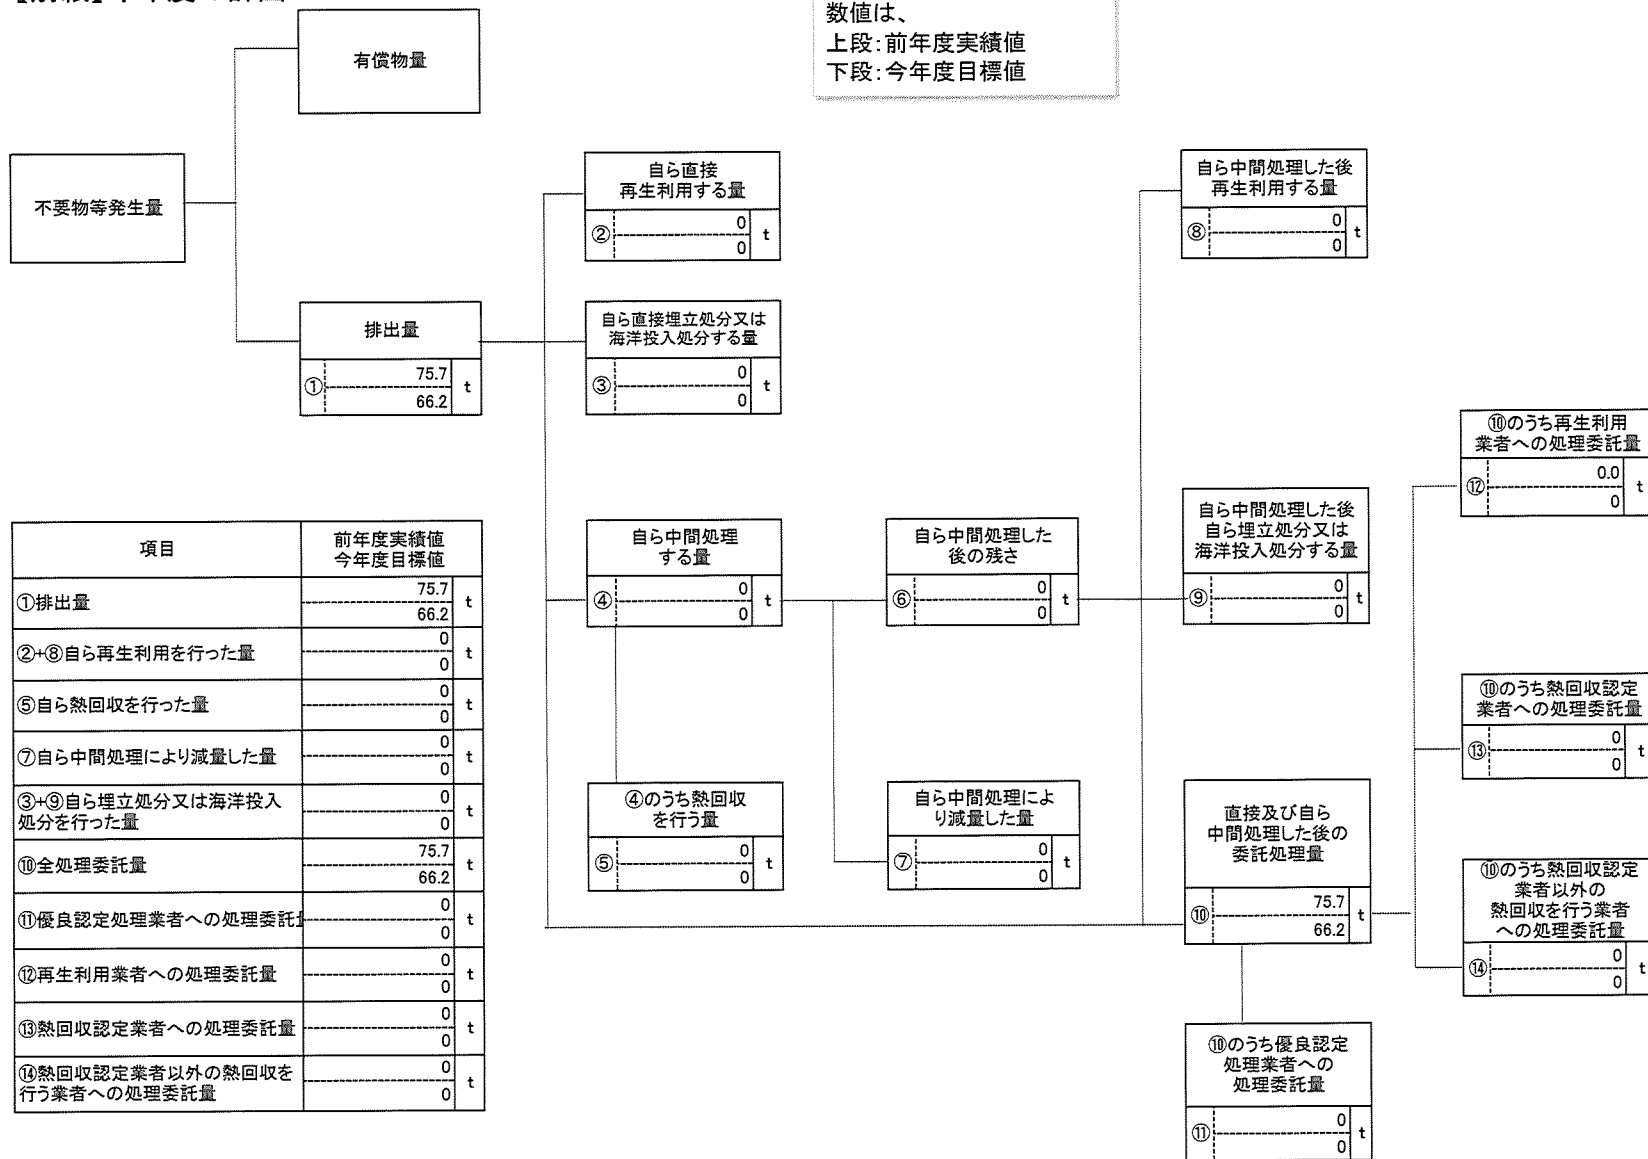 数値は、
上段:前年度実績値
下段:今年度目標値
有償物量
不要物等発生量
排出量
① 75.7 t
66.2
自ら直接
再生利用する量
② 0 t
0
自ら直接埋立処分又は
海洋投入処分する量
③ 0 t
0
自ら中間処理
する量
④ 0 t
0
④のうち熱回収
を行う量
⑤ 0 t
0
自ら中間処理した
後の残さ
⑥ 0 t
0
自ら中間処理によ
り減量した量
⑦ 0 t
0
自ら中間処理した後
再生利用する量
⑧ 0 t
0
自ら中間処理した後
自ら埋立処分又は
海洋投入処分する量
⑨ 0 t
0
直接及び自ら
中間処理した後の
委託処理量
⑩ 75.7 t
66.2
⑩のうち優良認定
処理業者への
処理委託量
⑪ 0 t
0
⑩のうち再生利用
業者への処理委託量
⑫ 0.0 t
0
⑩のうち熱回収認定
業者への処理委託量
⑬ 0 t
0
⑩のうち熱回収認定
業者以外の
熱回収を行う業者
への処理委託量
⑭ 0 t
0
項目 前年度実績値
今年度目標値
①排出量 75.7 t
66.2
②+⑧自ら再生利用を行った量 0 t
0
⑤自ら熱回収を行った量 0 t
0
⑦自ら中間処理により減量した量 0 t
0
③+⑨自ら埋立処分又は海洋投入
処分を行った量 0 t
0
⑩全処理委託量 75.7 t
66.2
⑪優良認定処理業者への処理委託 0 t
0
⑫再生利用業者への処理委託量 0 t
0
⑬熱回収認定業者への処理委託量 0 t
0
⑭熱回収認定業者以外の熱回収を
行う業者への処理委託量 0 t
0